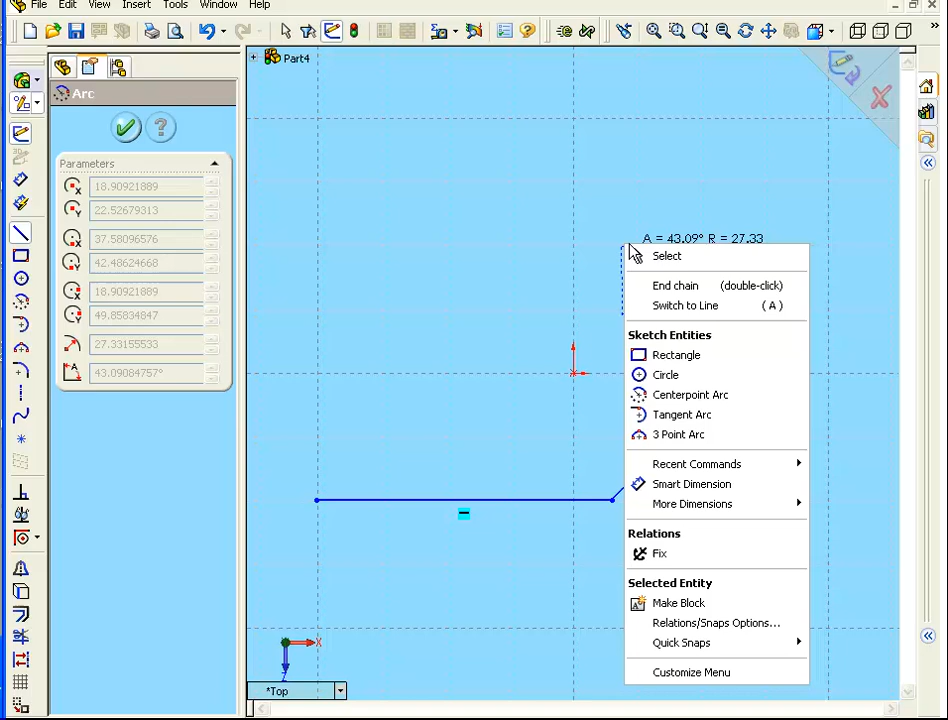 File Edit View Insert Tools Window Help
Part4
Arc
Parameters
18.90921889
22.52679313
37.58096576
42.48624668
18.90921889
49.85834847
27.33155533
43.09084757°
A = 43.09° R = 27.33
Select
End chain (double-click)
Switch to Line (A)
Sketch Entities
Rectangle
Circle
Centerpoint Arc
Tangent Arc
3 Point Arc
Recent Commands
Smart Dimension
More Dimensions
Relations
Fix
Selected Entity
Make Block
Relations/Snaps Options...
Quick Snaps
Customize Menu
X
*Top